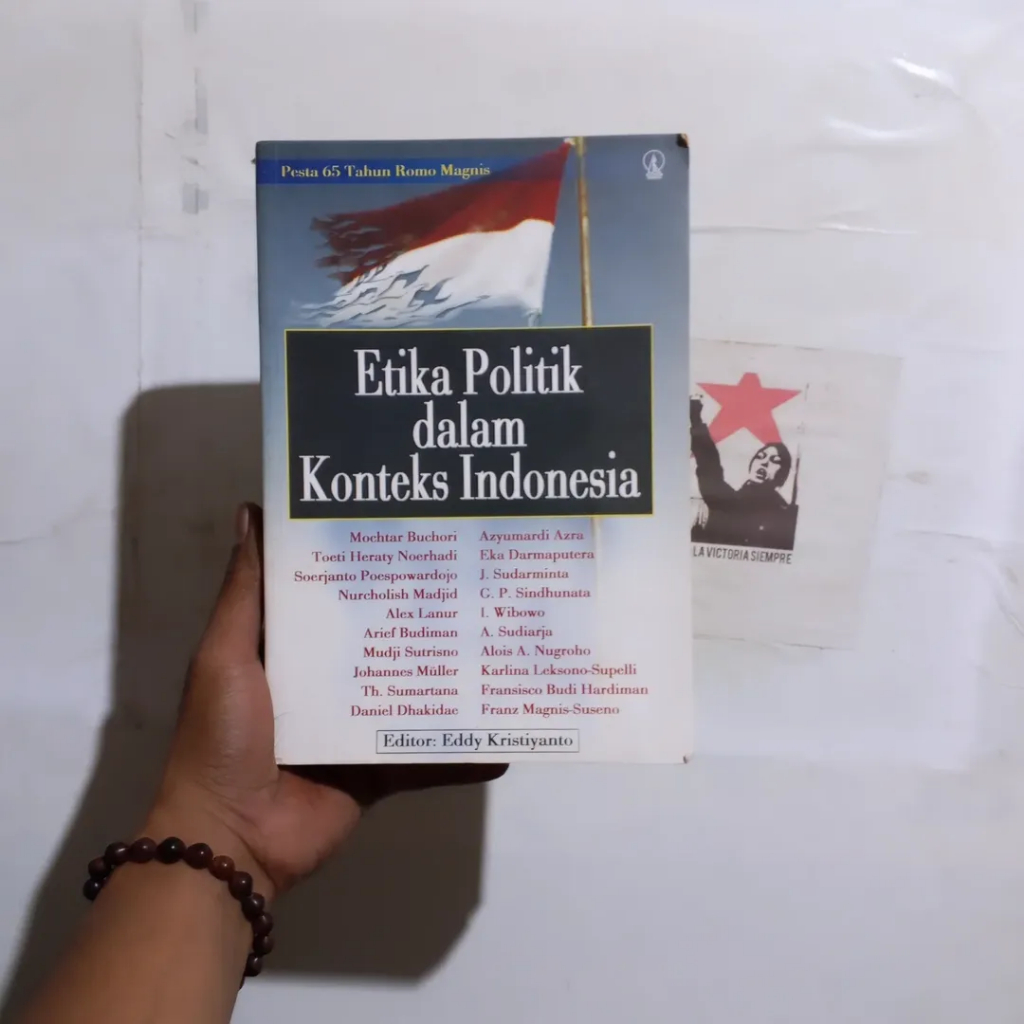 Pesta 65 Tahun Romo Magnis
Etika Politik
dalam
Konteks Indonesia
Mochtar Buchori
Toeti Heraty Noerhadi
Soerjanto Poespowardojo
Nurcholish Madjid
Alex Lanur
Arief Budiman
Mudji Sutrisno
Johannes Müller
Th. Sumartana
Daniel Dhakidae
Azyumardi Azra
Eka Darmaputera
J. Sudarminta
G. P. Sindhunata
I. Wibowo
A. Sudiarja
Alois A. Nugroho
Karlina Leksono-Supelli
Fransisco Budi Hardiman
Franz Magnis-Suseno
Editor: Eddy Kristiyanto
LA VICTORIA SIEMPRE